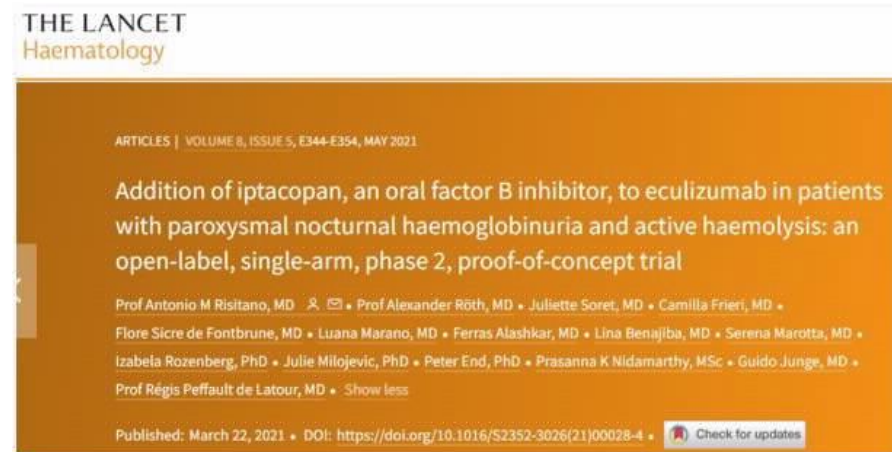 THE LANCET
Haematology
ARTICLES | VOLUME 8, ISSUE 5, E344-E354, MAY 2021
Addition of iptacopan, an oral factor B inhibitor, to eculizumab in patients
with paroxysmal nocturnal haemoglobinuria and active haemolysis: an
open-label, single-arm, phase 2, proof-of-concept trial
Prof Antonio M Risitano, MD • Prof Alexander Röth, MD • Juliette Soret, MD • Camilla Frieri, MD •
Flore Sicre de Fontbrune, MD • Luana Marano, MD • Ferras Alashkar, MD • Lina Benajiba, MD • Serena Marotta, MD •
Izabela Rozenberg, PhD • Julie Milojevic, PhD • Peter End, PhD • Prasanna K Nidamarthy, MSc • Guido Junge, MD •
Prof Régis Peffault de Latour, MD • Show less
Published: March 22, 2021 • DOI: https://doi.org/10.1016/S2352-3026(21)00028-4 • Check for updates